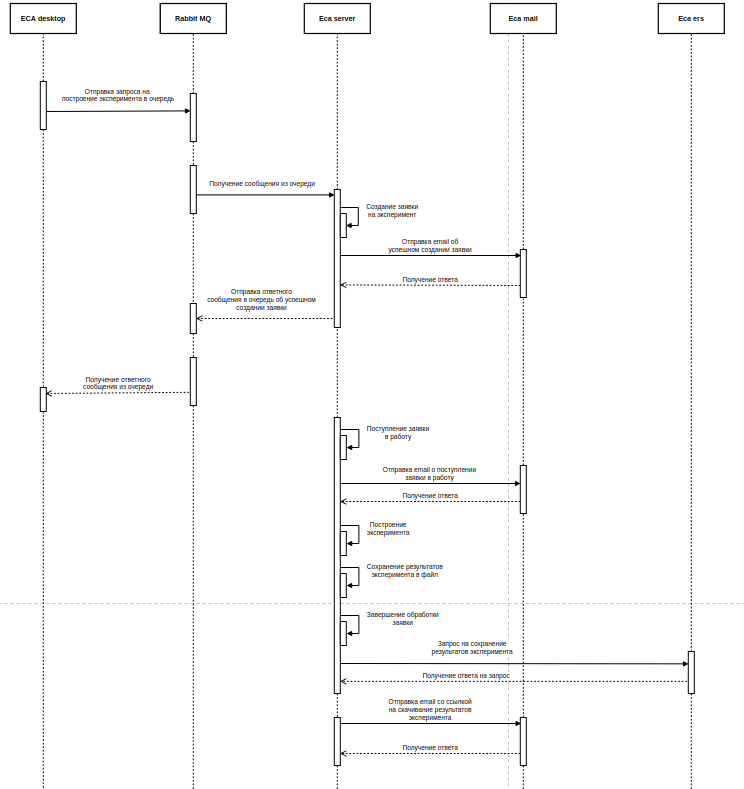 ECA desktop
Rabbit MQ
Eca server
Eca mail
Eca ers
Отправка запроса на
построение эксперимента в очередь
Получение сообщения из очереди
Создание заявки
на эксперимент
Отправка email об
успешном создании заявки
Получение ответа
Отправка ответного
сообщения в очередь об успешном
создании заявки
Получение ответного
сообщения из очереди
Поступление заявки
в работу
Отправка email о поступлении
заявки в работу
Получение ответа
Построение
эксперимента
Сохранение результатов
эксперимента в файл
Завершение обработки
заявки
Запрос на сохранение
результатов эксперимента
Получение ответа на запрос
Отправка email со ссылкой
на скачивание результатов
эксперимента
Получение ответа